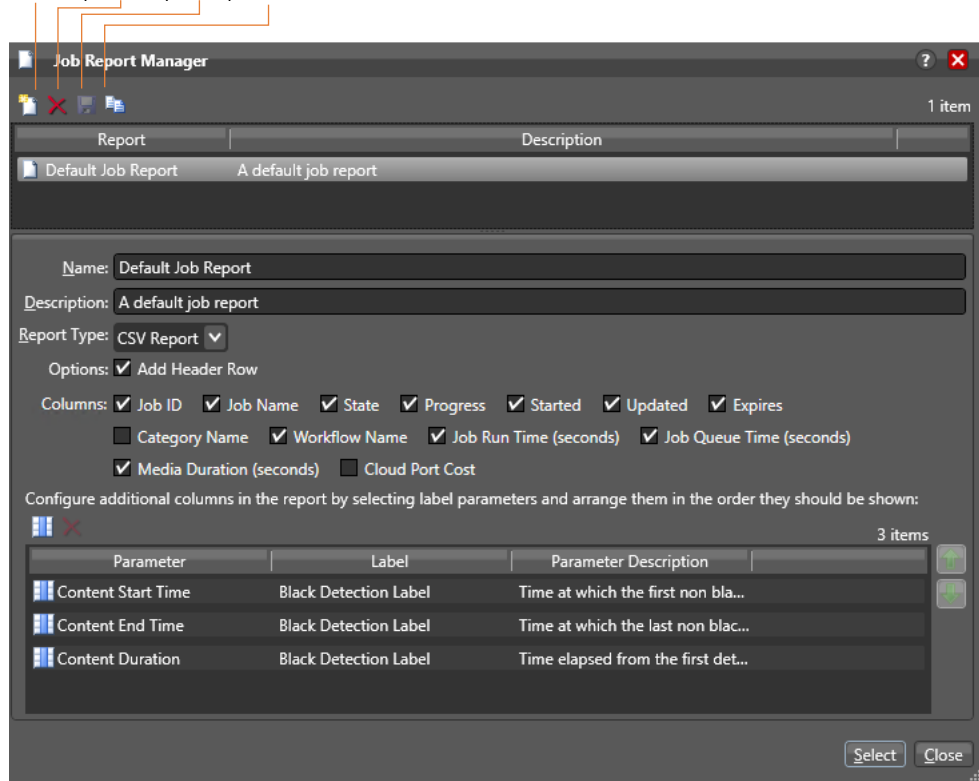 Job Report Manager
?
1 item
Report Description
Default Job Report A default job report
Name: Default Job Report
Description: A default job report
Report Type: CSV Report
Options: Add Header Row
Columns: Job ID Job Name State Progress Started Updated Expires
Category Name Workflow Name Job Run Time (seconds) Job Queue Time (seconds)
Media Duration (seconds) Cloud Port Cost
Configure additional columns in the report by selecting label parameters and arrange them in the order they should be shown:
3 items
Parameter Label Parameter Description
Content Start Time Black Detection Label Time at which the first non bla...
Content End Time Black Detection Label Time at which the last non blac...
Content Duration Black Detection Label Time elapsed from the first det...
Select Close